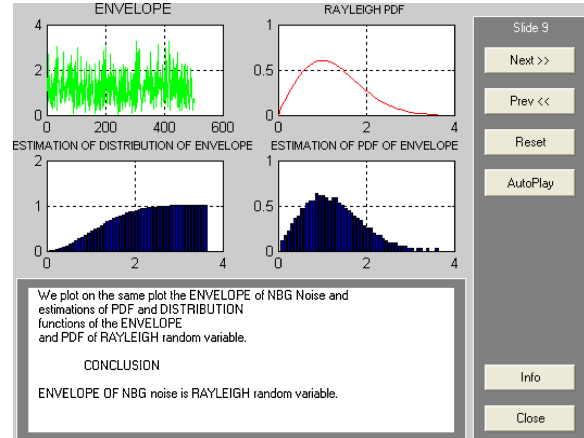 ENVELOPE
4
2
0
0 200 400 600
RAYLEIGH PDF
1
0.5
0
0 2 4
ESTIMATION OF DISTRIBUTION OF ENVELOPE
2
1
0
0 2 4
ESTIMATION OF PDF OF ENVELOPE
1
0.5
0
0 2 4
We plot on the same plot the ENVELOPE of NBG Noise and
estimations of PDF and DISTRIBUTION
functions of the ENVELOPE
and PDF of RAYLEIGH random variable.
CONCLUSION
ENVELOPE OF NBG noise is RAYLEIGH random variable.
Slide 9
Next >>
Prev <<
Reset
AutoPlay
Info
Close